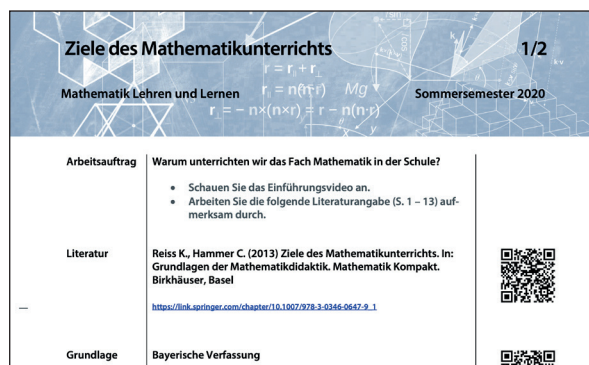 Ziele des Mathematikunterrichts 1/2
r = r∥ + r⊥
Mathematik Lehren und Lernen Sommersemester 2020
r∥ = n(n·r) Mg
r⊥ = − n×(n×r) = r − n(n·r)
x y
Arbeitsauftrag Warum unterrichten wir das Fach Mathematik in der Schule?
• Schauen Sie das Einführungsvideo an.
• Arbeiten Sie die folgende Literaturangabe (S. 1 – 13) auf-
merksam durch.
Literatur Reiss K., Hammer C. (2013) Ziele des Mathematikunterrichts. In:
Grundlagen der Mathematikdidaktik. Mathematik Kompakt.
Birkhäuser, Basel
https://link.springer.com/chapter/10.1007/978-3-0346-0647-9_1
Grundlage Bayerische Verfassung